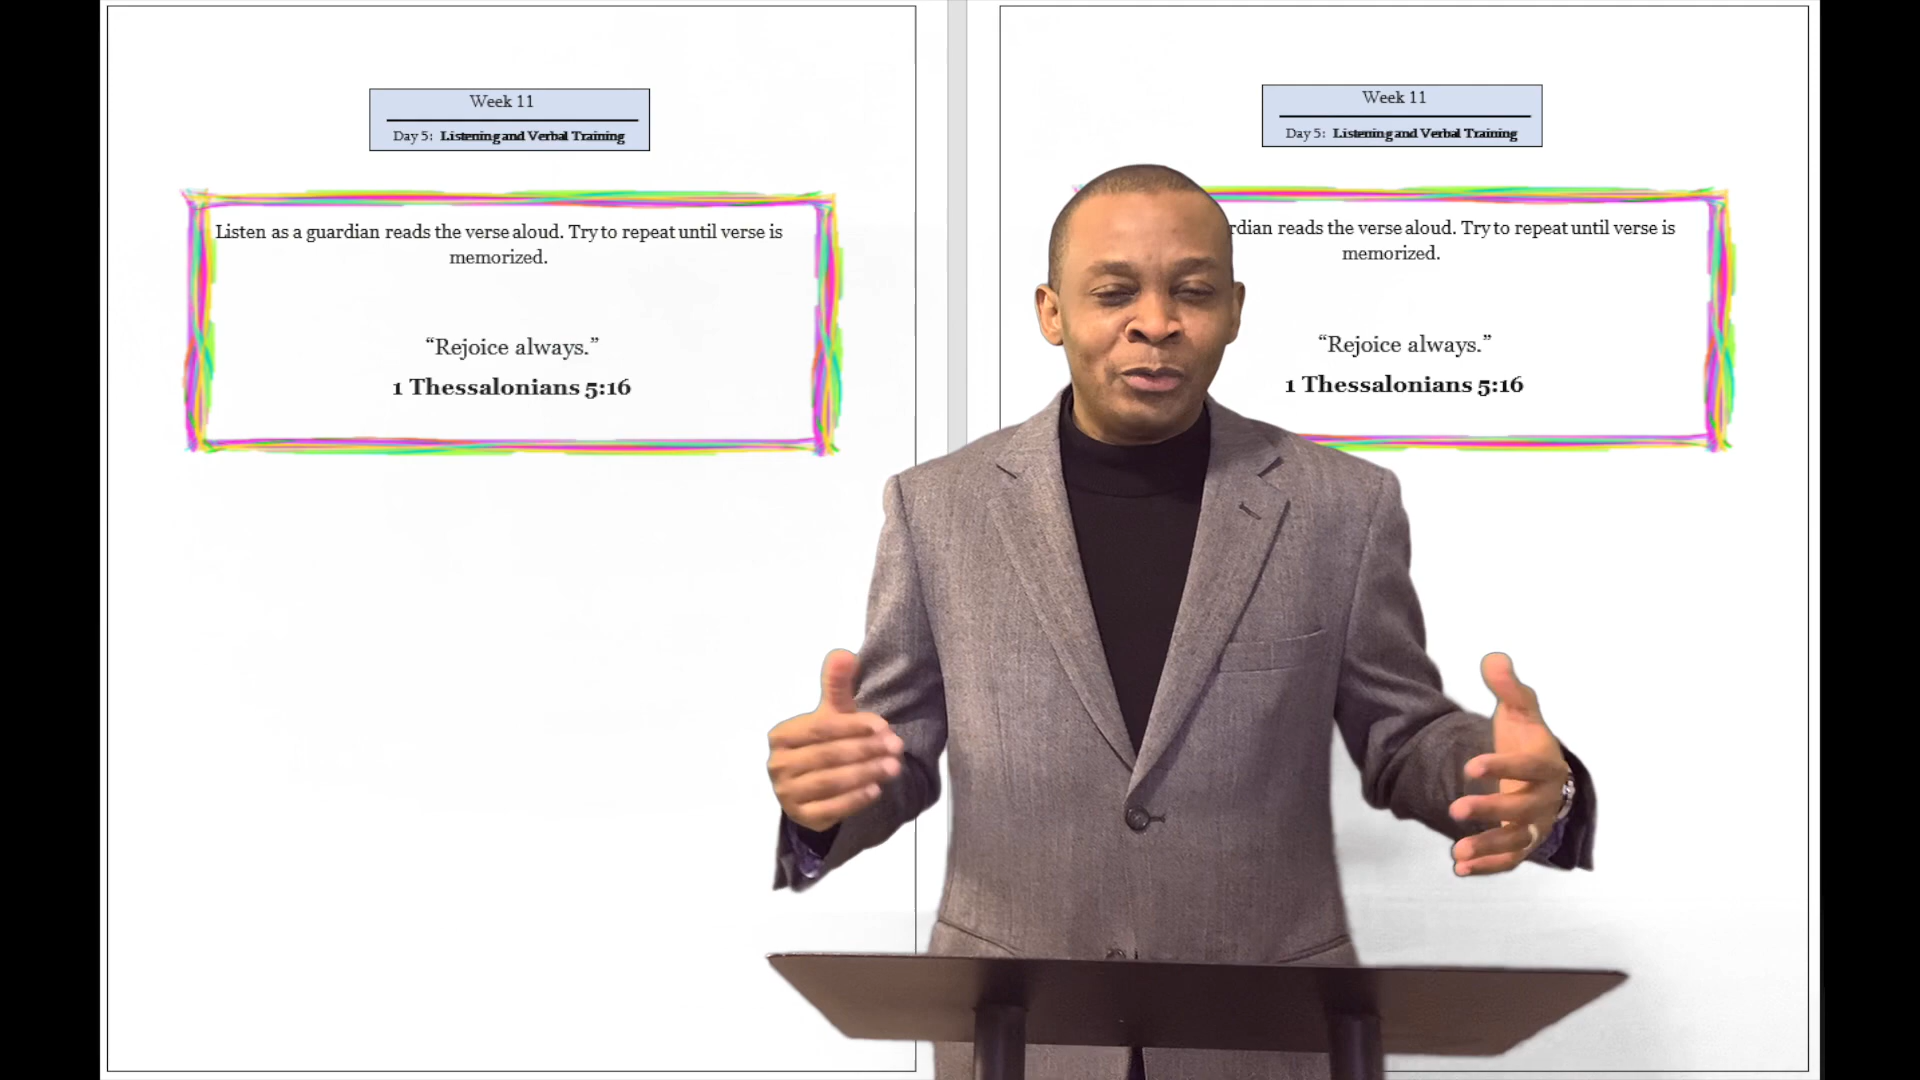 Week 11
Day 5: Listening and Verbal Training
Listen as a guardian reads the verse aloud. Try to repeat until verse is
memorized.
“Rejoice always.”
1 Thessalonians 5:16
Week 11
Day 5: Listening and Verbal Training
reads the verse aloud. Try to repeat until verse is
memorized.
“Rejoice always.”
1 Thessalonians 5:16